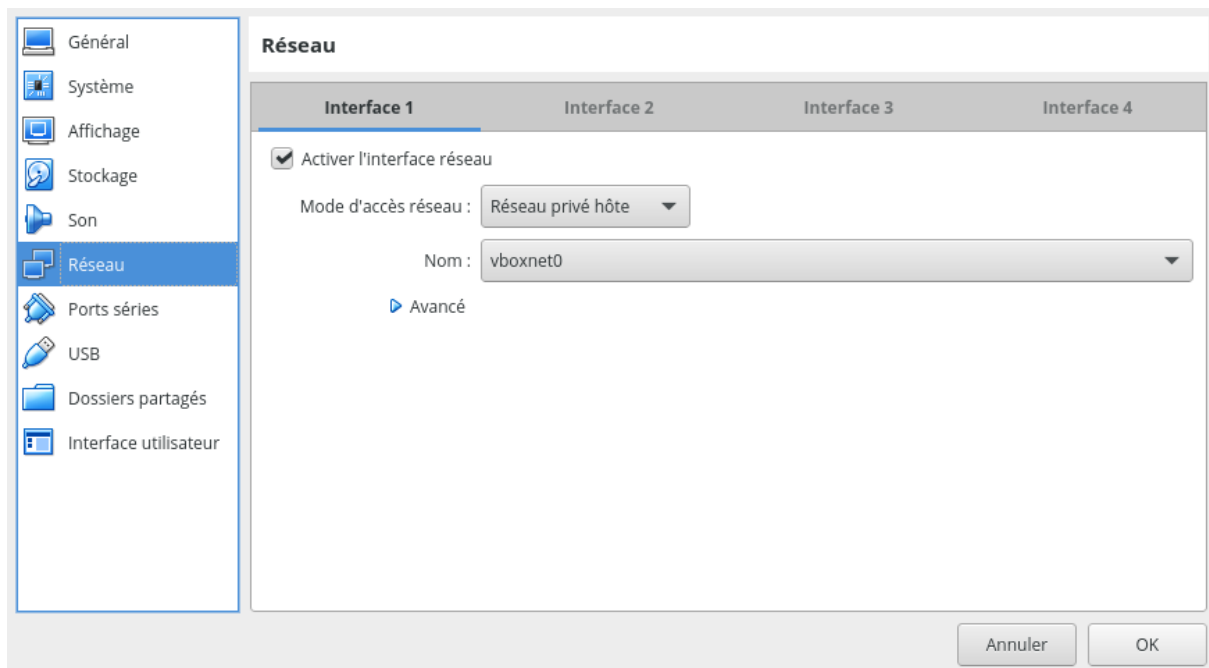 Général
Système
Affichage
Stockage
Son
Réseau
Ports séries
USB
Dossiers partagés
Interface utilisateur
Réseau
Interface 1 Interface 2 Interface 3 Interface 4
Activer l'interface réseau
Mode d'accès réseau : Réseau privé hôte
Nom : vboxnet0
Avancé
Annuler OK